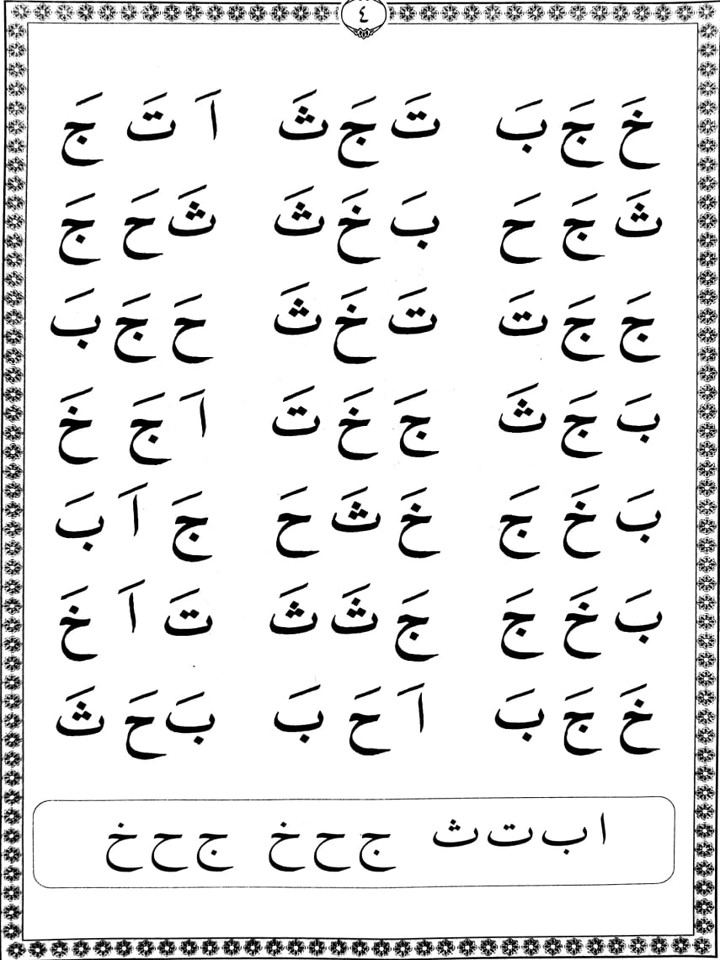 ٤
خَ جَ بَ تَ جَ ثَ اَ تَ جَ
ثَ جَ حَ بَ خَ ثَ ثَ حَ جَ
جَ جَ تَ تَ خَ ثَ حَ جَ بَ
بَ جَ ثَ جَ خَ تَ اَ جَ خَ
بَ خَ جَ خَ ثَ حَ جَ اَ بَ
بَ خَ جَ جَ ثَ ثَ تَ اَ خَ
خَ جَ بَ اَ حَ بَ بَ حَ ثَ
ا ب ت ث ج ح خ ج ح خ